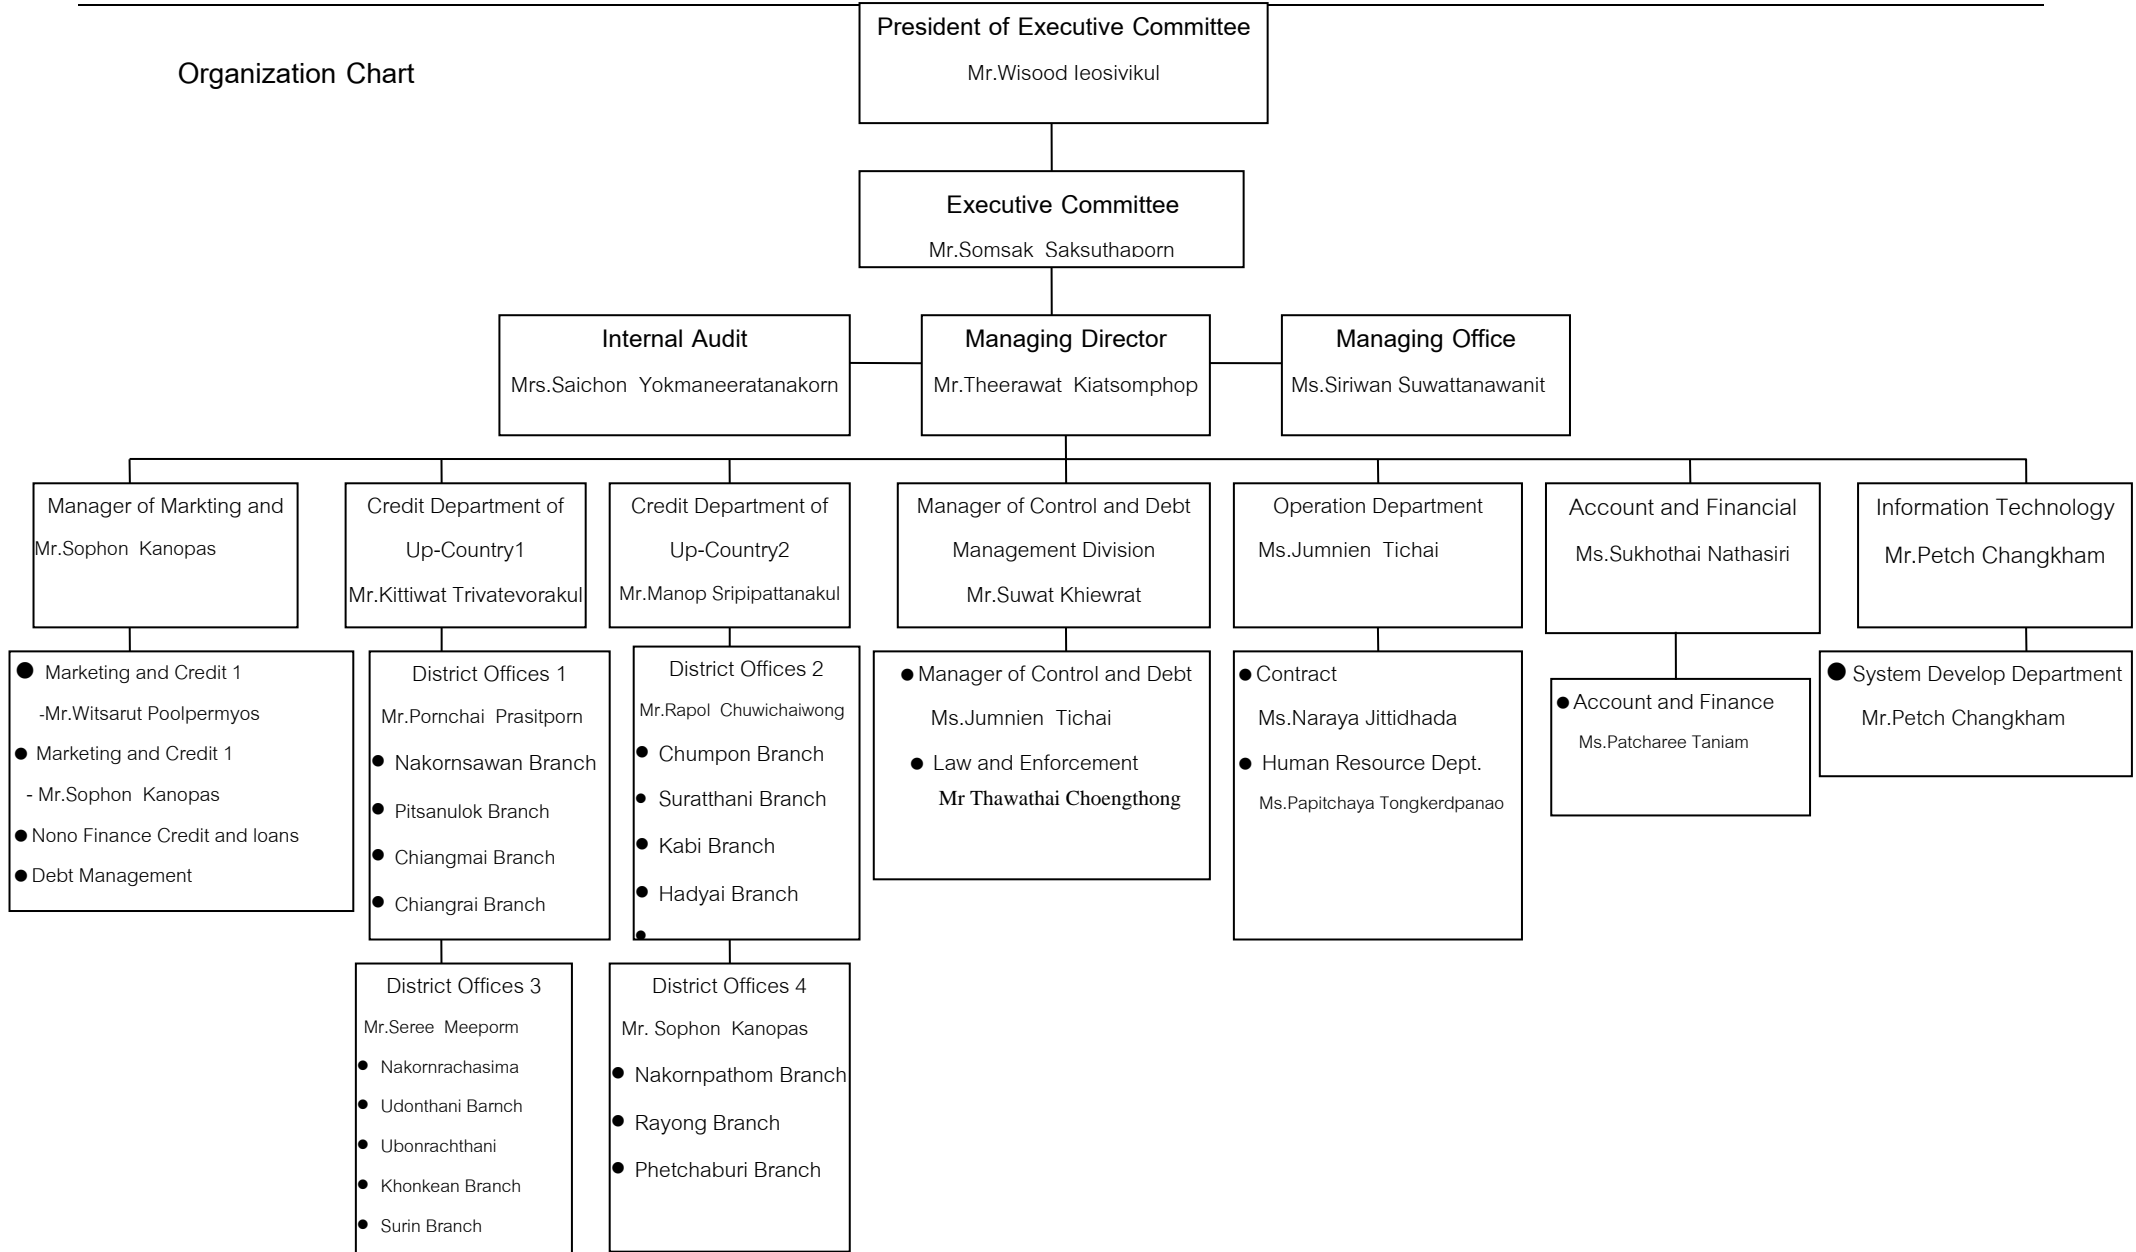 President of Executive Committee
Mr.Wisood leosivikul
Organization Chart
Executive Committee
Mr.Somsak Saksuthaporn
Internal Audit
Mrs.Saichon Yokmaneeratanakorn
Managing Director
Mr.Theerawat Kiatsomphop
Managing Office
Ms.Siriwan Suwattanawanit
Manager of Markting and
Mr.Sophon Kanopas
Credit Department of
Up-Country1
Mr.Kittiwat Trivatevorakul
Credit Department of
Up-Country2
Mr.Manop Sripipattanakul
Manager of Control and Debt
Management Division
Mr.Suwat Khiewrat
Operation Department
Ms.Jumnien Tichai
Account and Financial
Ms.Sukhothai Nathasiri
Information Technology
Mr.Petch Changkham
● Marketing and Credit 1
-Mr.Witsarut Poolpermyos
● Marketing and Credit 1
- Mr.Sophon Kanopas
● Nono Finance Credit and loans
● Debt Management
District Offices 1
Mr.Pornchai Prasitporn
● Nakornsawan Branch
● Pitsanulok Branch
● Chiangmai Branch
● Chiangrai Branch
District Offices 2
Mr.Rapol Chuwichaiwong
● Chumpon Branch
● Suratthani Branch
● Kabi Branch
● Hadyai Branch
●
● Manager of Control and Debt
Ms.Jumnien Tichai
● Law and Enforcement
Mr Thawathai Choengthong
● Contract
Ms.Naraya Jittidhada
● Human Resource Dept.
Ms.Papitchaya Tongkerdpanao
● Account and Finance
Ms.Patcharee Taniam
● System Develop Department
Mr.Petch Changkham
District Offices 3
Mr.Seree Meeporm
● Nakornrachasima
● Udonthani Barnch
● Ubonrachthani
● Khonkean Branch
● Surin Branch
District Offices 4
Mr. Sophon Kanopas
● Nakornpathom Branch
● Rayong Branch
● Phetchaburi Branch